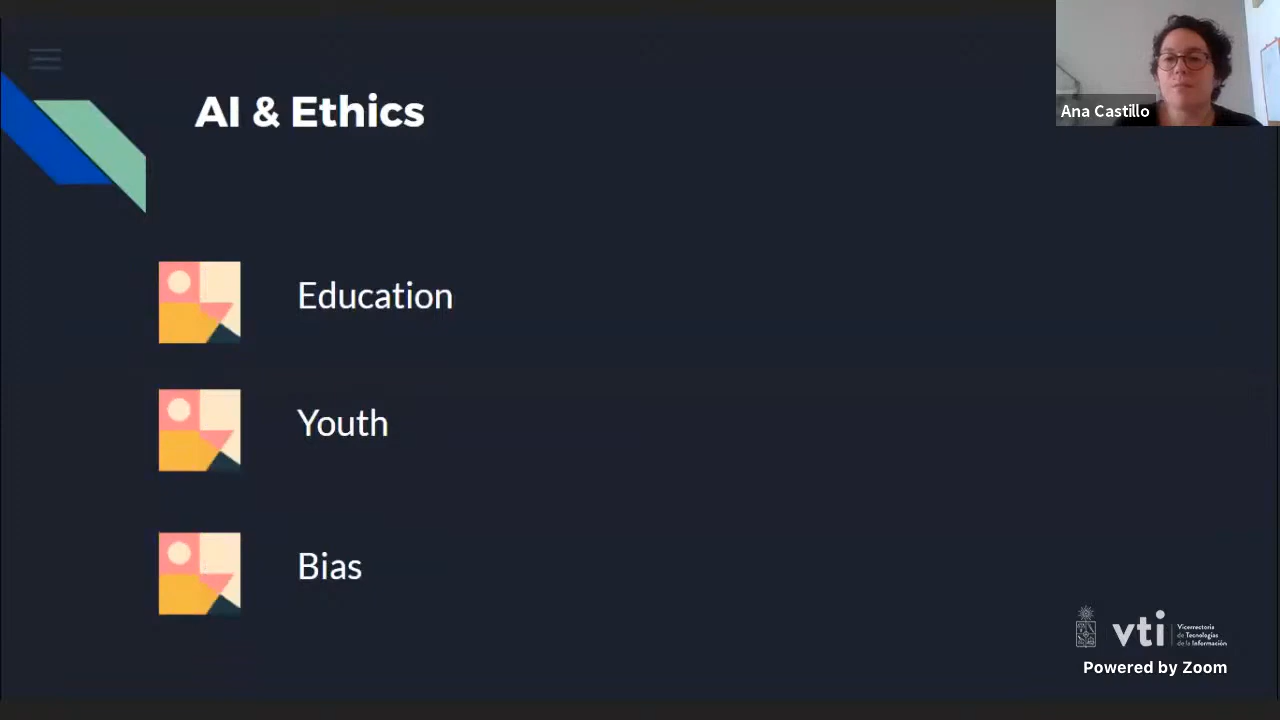 AI & Ethics
Ana Castillo
Education
Youth
Bias
vti
Vicerrectoría
de Tecnologías
de la Información
Powered by Zoom